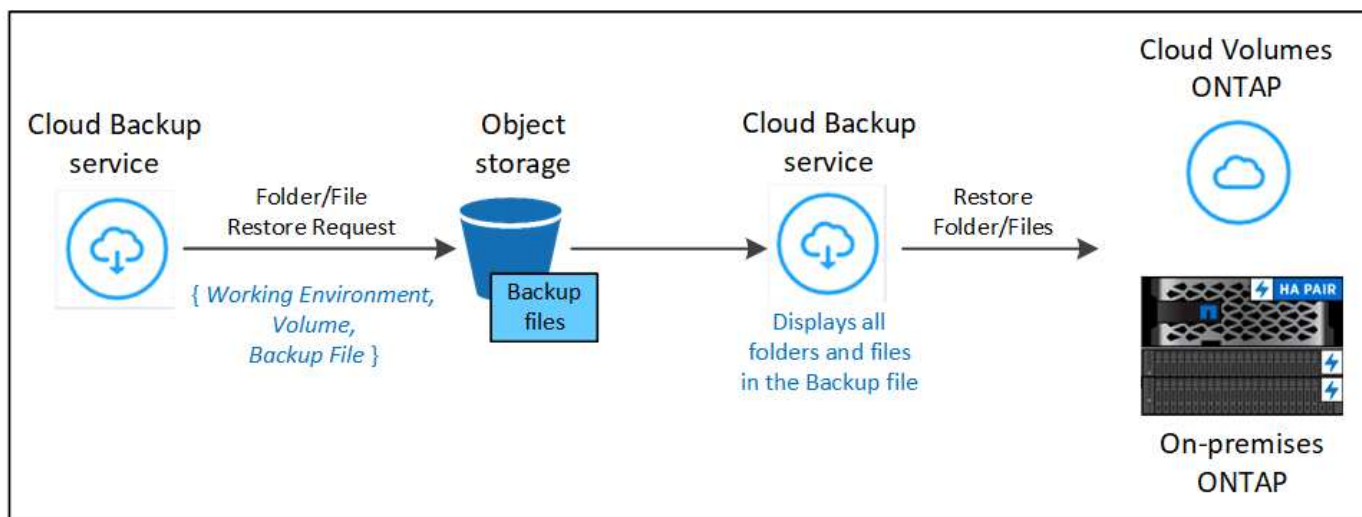 Cloud Backup
service
Folder/File
Restore Request
{ Working Environment,
Volume,
Backup File }
Object
storage
Backup
files
Cloud Backup
service
Displays all
folders and files
in the Backup file
Restore
Folder/Files
Cloud Volumes
ONTAP
HA PAIR
On-premises
ONTAP